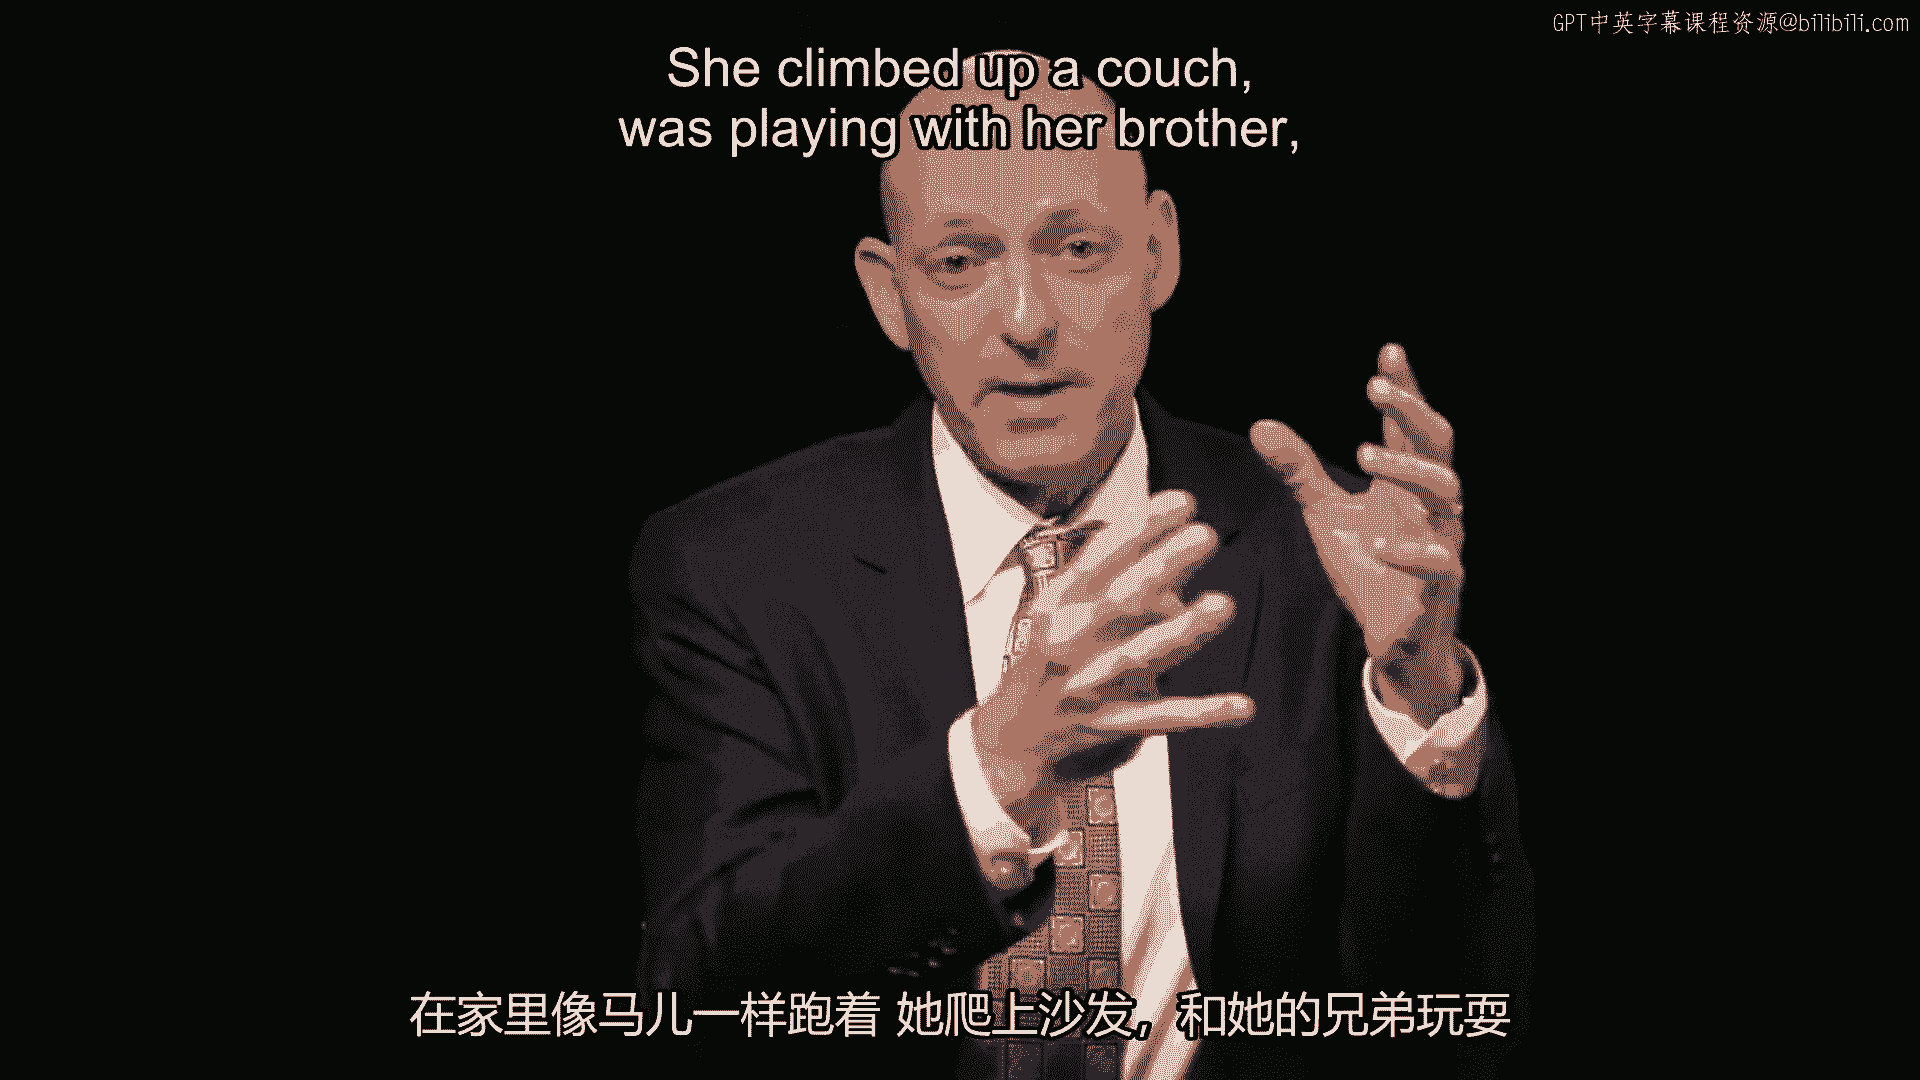 GPT中英字幕课程资源@bilibili.com
She climbed up a couch,
was playing with her brother,
在家里像马儿一样跑着 她爬上沙发，和她的兄弟玩耍